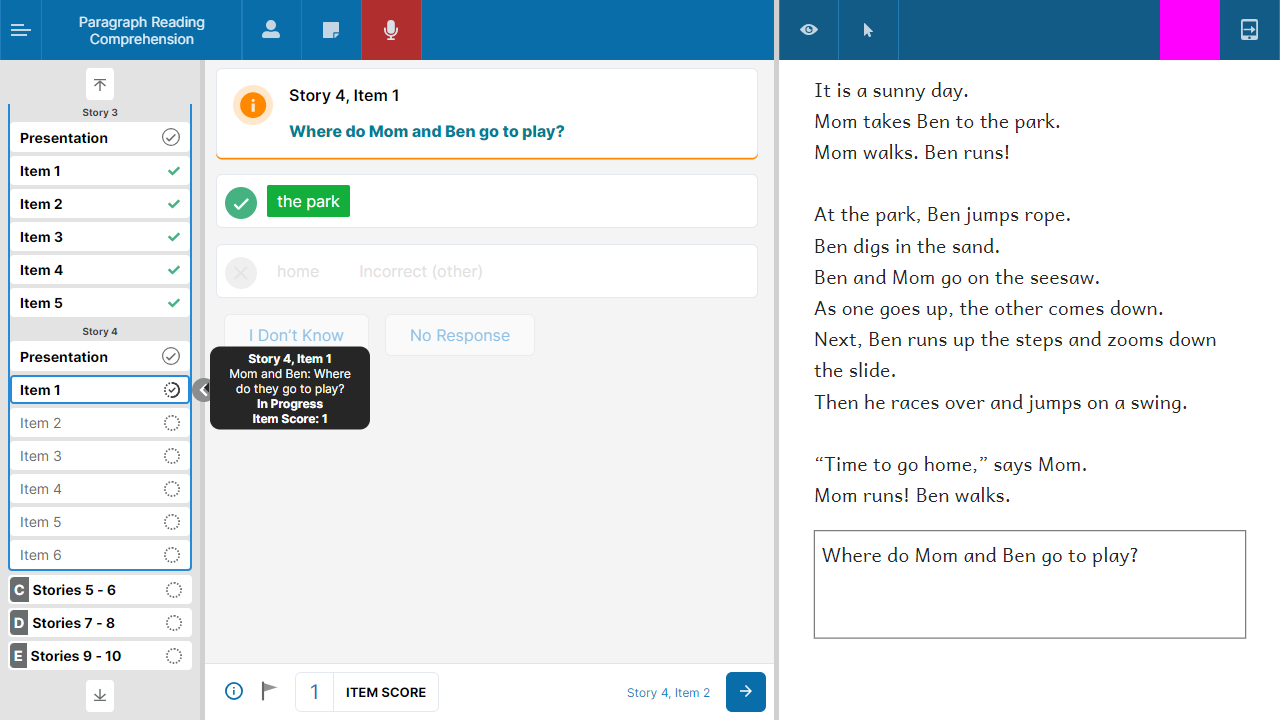 Paragraph Reading
Comprehension
Story 3
Presentation
Item 1
Item 2
Item 3
Item 4
Item 5
Story 4
Presentation
Item 1
Item 2
Item 3
Item 4
Item 5
Item 6
C Stories 5 - 6
D Stories 7 - 8
E Stories 9 - 10
Story 4, Item 1
Where do Mom and Ben go to play?
the park
home Incorrect (other)
I Don’t Know No Response
Story 4, Item 1
Mom and Ben: Where
do they go to play?
In Progress
Item Score: 1
1 ITEM SCORE
Story 4, Item 2
It is a sunny day.
Mom takes Ben to the park.
Mom walks. Ben runs!
At the park, Ben jumps rope.
Ben digs in the sand.
Ben and Mom go on the seesaw.
As one goes up, the other comes down.
Next, Ben runs up the steps and zooms down
the slide.
Then he races over and jumps on a swing.
“Time to go home,” says Mom.
Mom runs! Ben walks.
Where do Mom and Ben go to play?